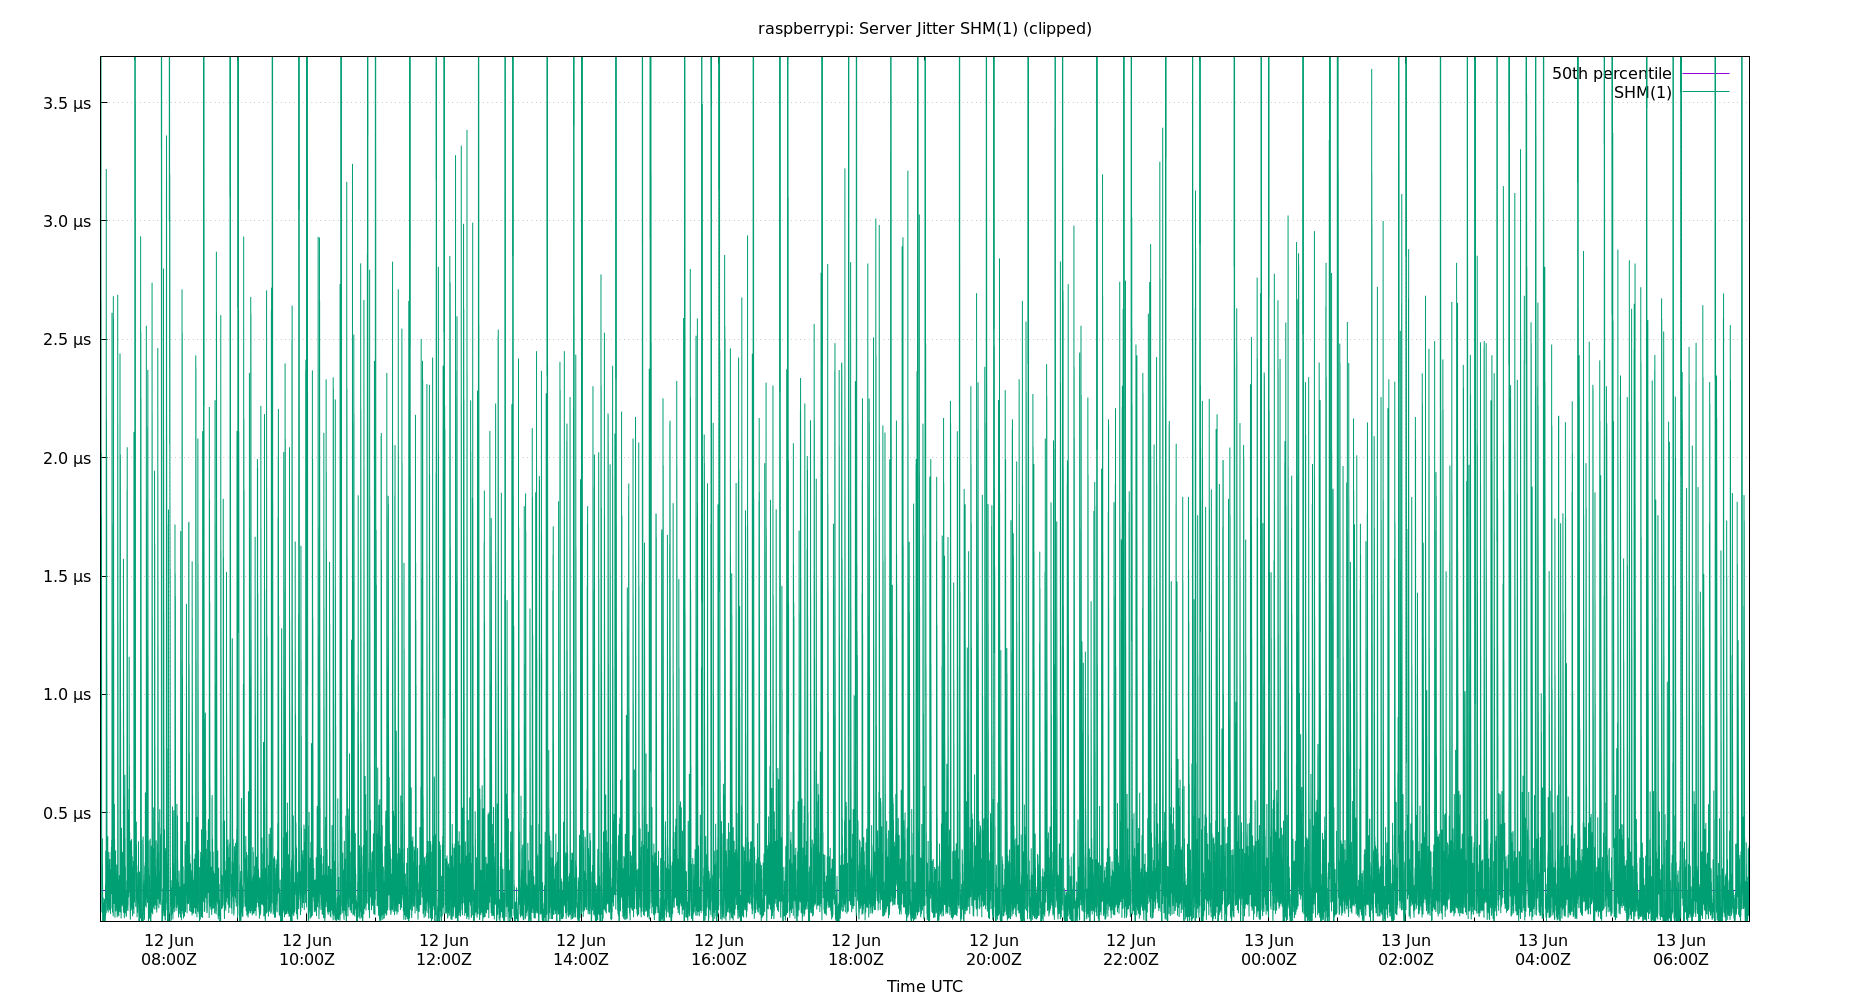 raspberrypi: Server Jitter SHM(1) (clipped)
50th percentile
SHM(1)
3.5 µs
3.0 µs
2.5 µs
2.0 µs
1.5 µs
1.0 µs
0.5 µs
12 Jun 12 Jun 12 Jun 12 Jun 12 Jun 12 Jun 12 Jun 12 Jun 13 Jun 13 Jun 13 Jun 13 Jun
08:00Z 10:00Z 12:00Z 14:00Z 16:00Z 18:00Z 20:00Z 22:00Z 00:00Z 02:00Z 04:00Z 06:00Z
Time UTC